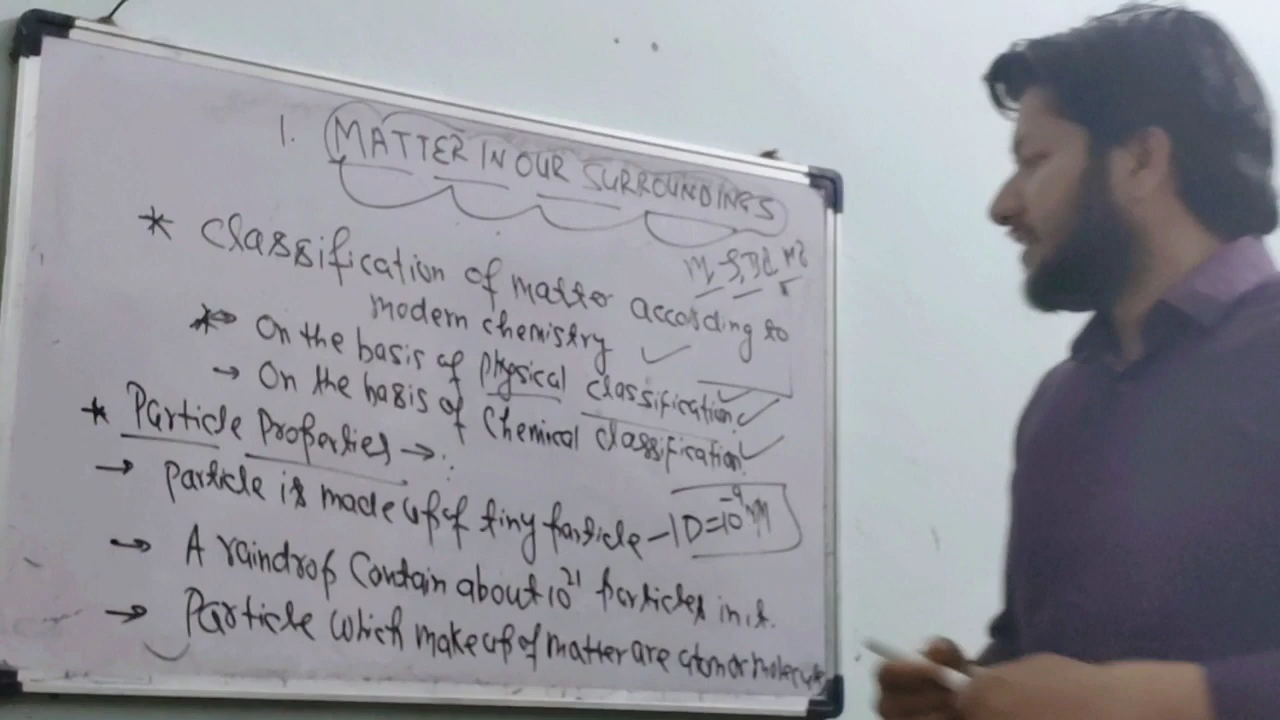 1. MATTER IN OUR SURROUNDINGS
* Classification of matter according to
modern chemistry
On the basis of physical classification
→ On the basis of Chemical classification
* Particle Properties →
→ Particle is made up of tiny particle - 1D=10⁻⁹
→ A raindrop Contain about 10²¹ particles in it.
→ Particle which make up of matter are atom or molecule